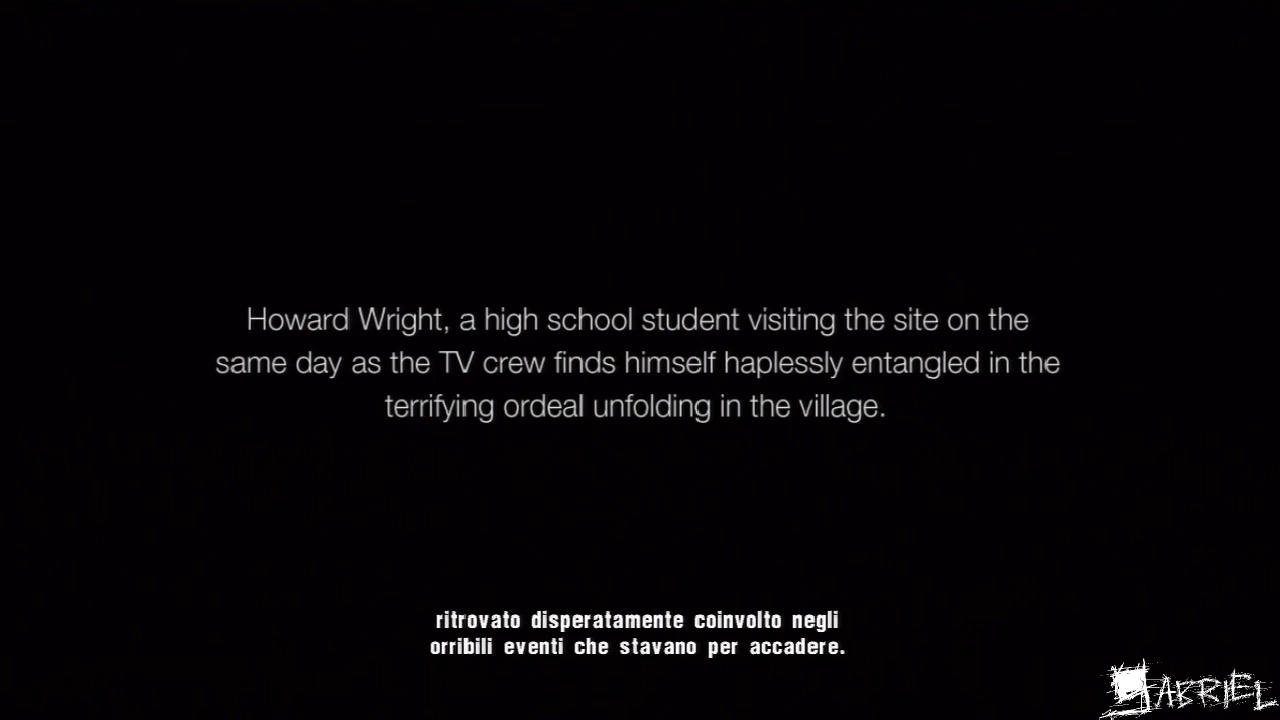 Howard Wright, a high school student visiting the site on the
same day as the TV crew finds himself haplessly entangled in the
terrifying ordeal unfolding in the village.
ritrovato disperatamente coinvolto negli
orribili eventi che stavano per accadere.
GABRIEL